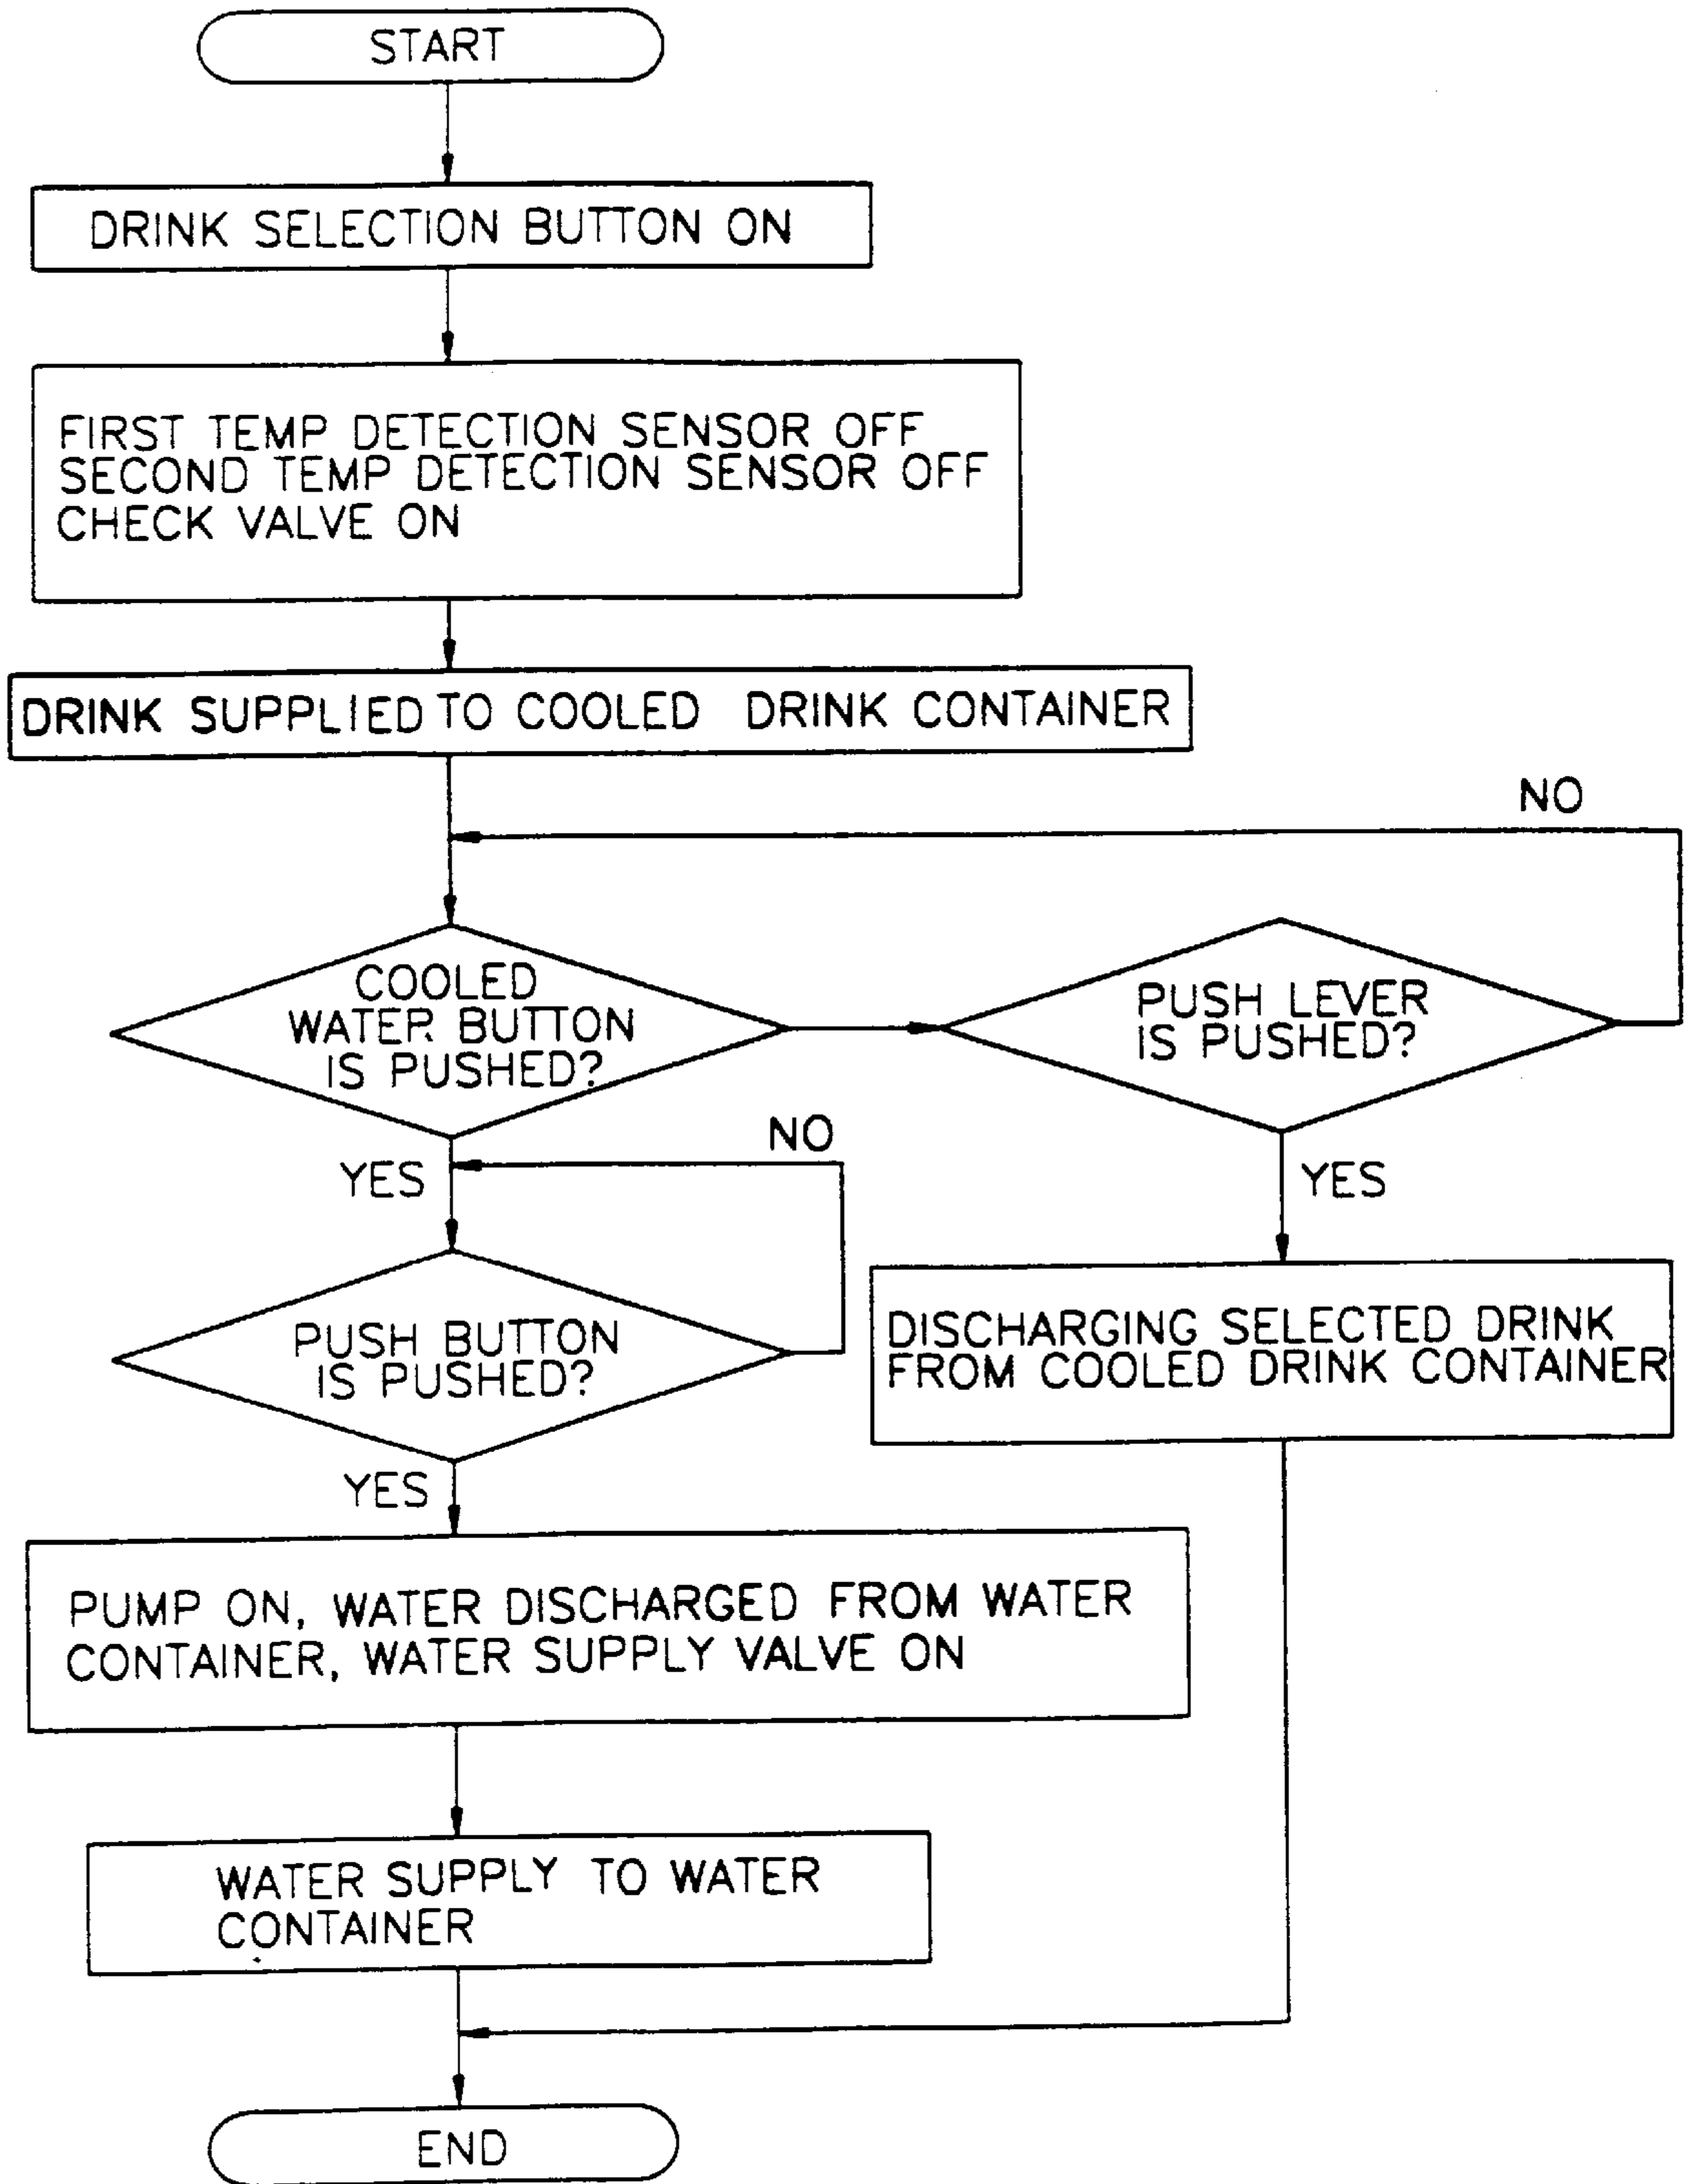 START
DRINK SELECTION BUTTON ON
FIRST TEMP DETECTION SENSOR OFF
SECOND TEMP DETECTION SENSOR OFF
CHECK VALVE ON
DRINK SUPPLIED TO COOLED DRINK CONTAINER
NO
COOLED
WATER BUTTON
IS PUSHED?
PUSH LEVER
IS PUSHED?
NO
YES
YES
PUSH BUTTON
IS PUSHED?
DISCHARGING SELECTED DRINK
FROM COOLED DRINK CONTAINER
YES
PUMP ON, WATER DISCHARGED FROM WATER
CONTAINER, WATER SUPPLY VALVE ON
WATER SUPPLY TO WATER
CONTAINER
END